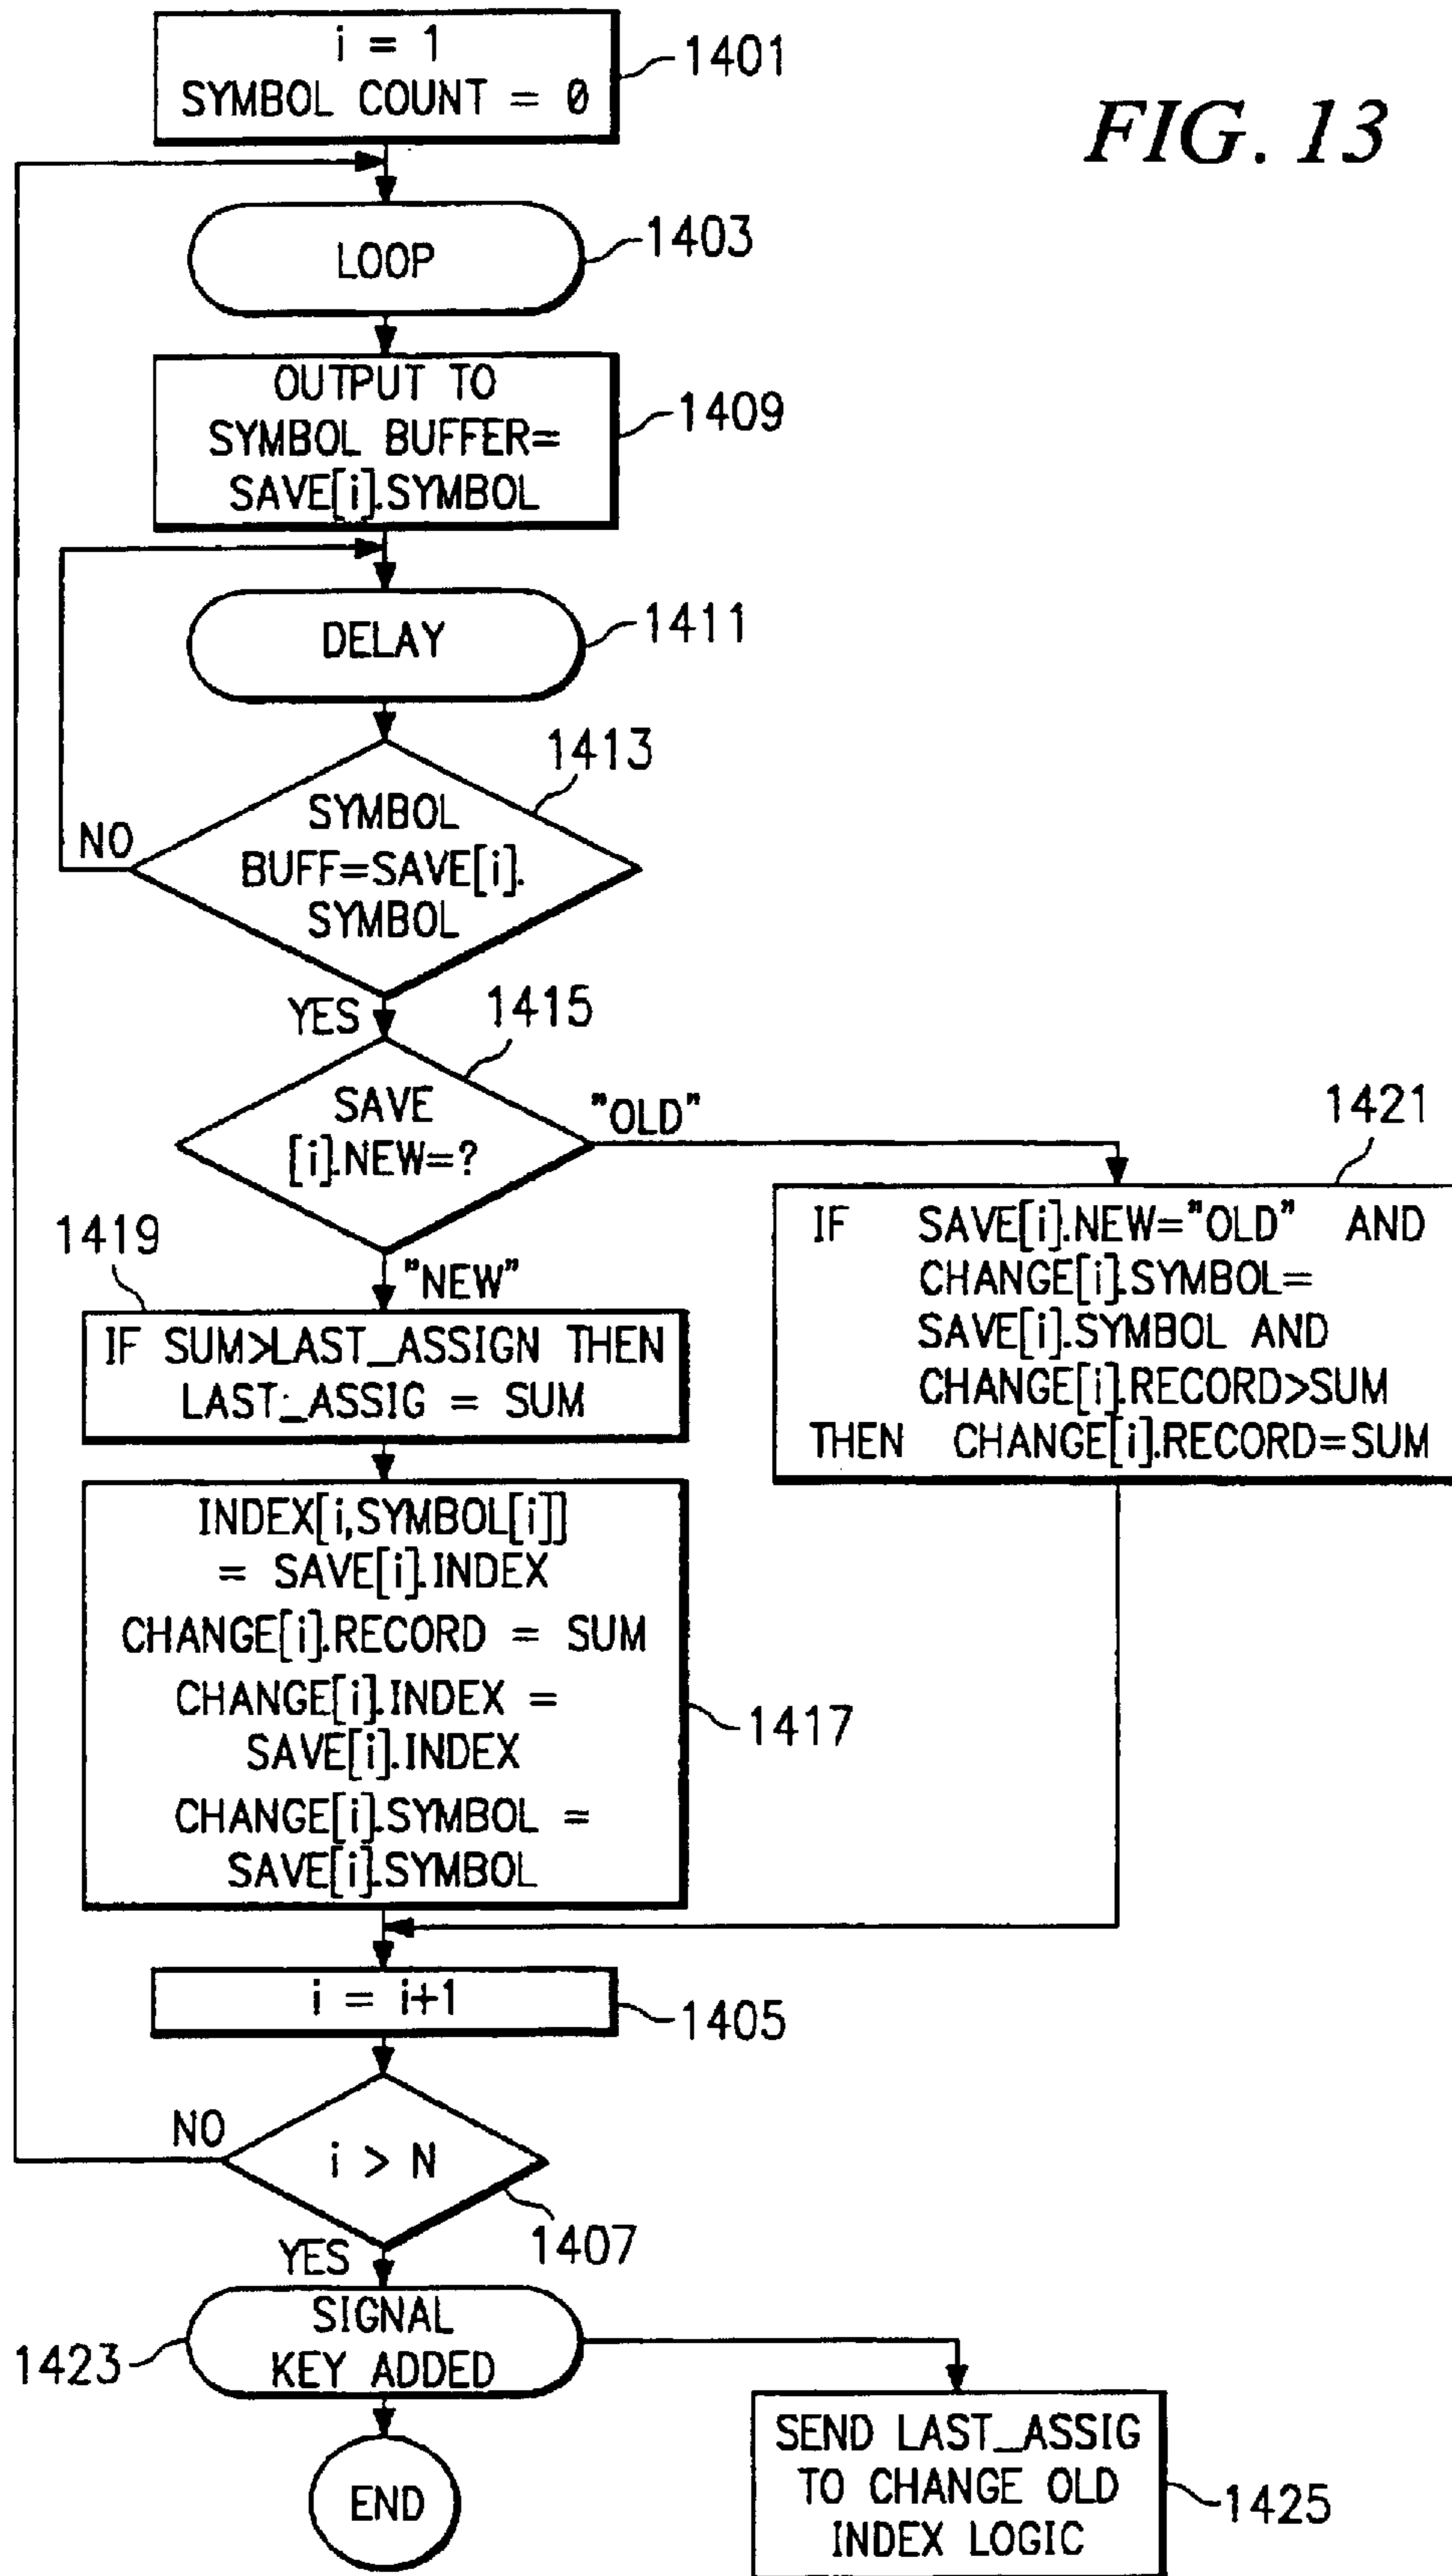 i = 1
SYMBOL COUNT = 0
1401
FIG. 13
LOOP
1403
OUTPUT TO
SYMBOL BUFFER=
SAVE[i].SYMBOL
1409
DELAY
1411
1413
SYMBOL
BUFF=SAVE[i].
SYMBOL
NO
YES
1415
SAVE
[i].NEW=?
"OLD"
1421
IF SAVE[i].NEW="OLD" AND
CHANGE[i].SYMBOL=
SAVE[i].SYMBOL AND
CHANGE[i].RECORD>SUM
THEN CHANGE[i].RECORD=SUM
1419
"NEW"
IF SUM>LAST_ASSIGN THEN
LAST_ASSIG = SUM
INDEX[i,SYMBOL[i]]
= SAVE[i].INDEX
CHANGE[i].RECORD = SUM
CHANGE[i].INDEX =
SAVE[i].INDEX
CHANGE[i].SYMBOL =
SAVE[i].SYMBOL
1417
i = i+1
1405
NO
i > N
1407
YES
SIGNAL
KEY ADDED
1423
END
SEND LAST_ASSIG
TO CHANGE OLD
INDEX LOGIC
1425